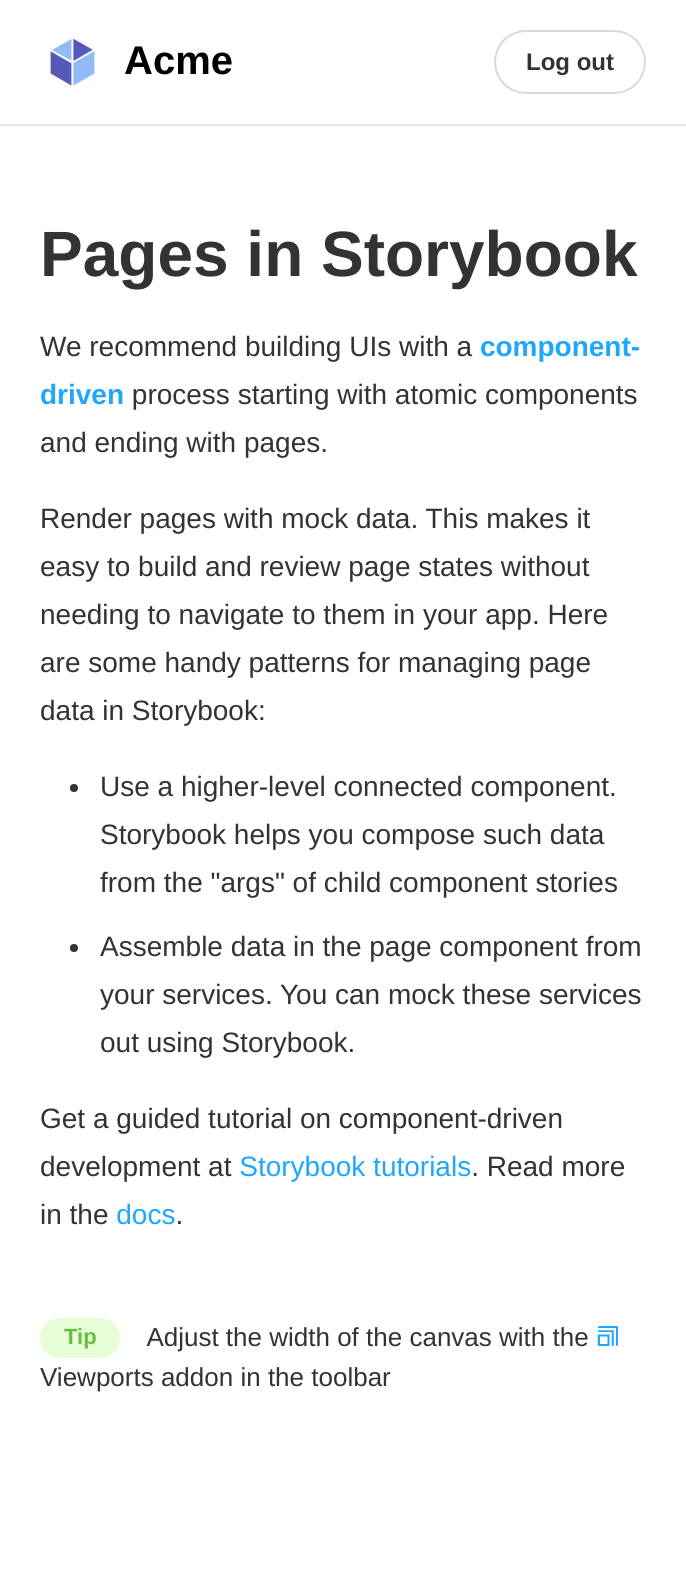 Acme
Log out
Pages in Storybook
We recommend building UIs with a component-
driven process starting with atomic components
and ending with pages.
Render pages with mock data. This makes it
easy to build and review page states without
needing to navigate to them in your app. Here
are some handy patterns for managing page
data in Storybook:
• Use a higher-level connected component.
Storybook helps you compose such data
from the "args" of child component stories
• Assemble data in the page component from
your services. You can mock these services
out using Storybook.
Get a guided tutorial on component-driven
development at Storybook tutorials. Read more
in the docs.
Tip Adjust the width of the canvas with the
Viewports addon in the toolbar